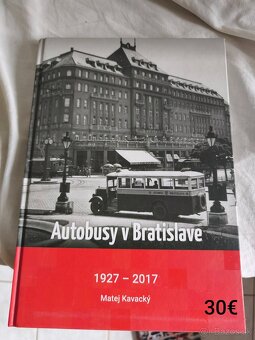 Autobusy v Bratislave
1927 – 2017
Matej Kavacký
30€